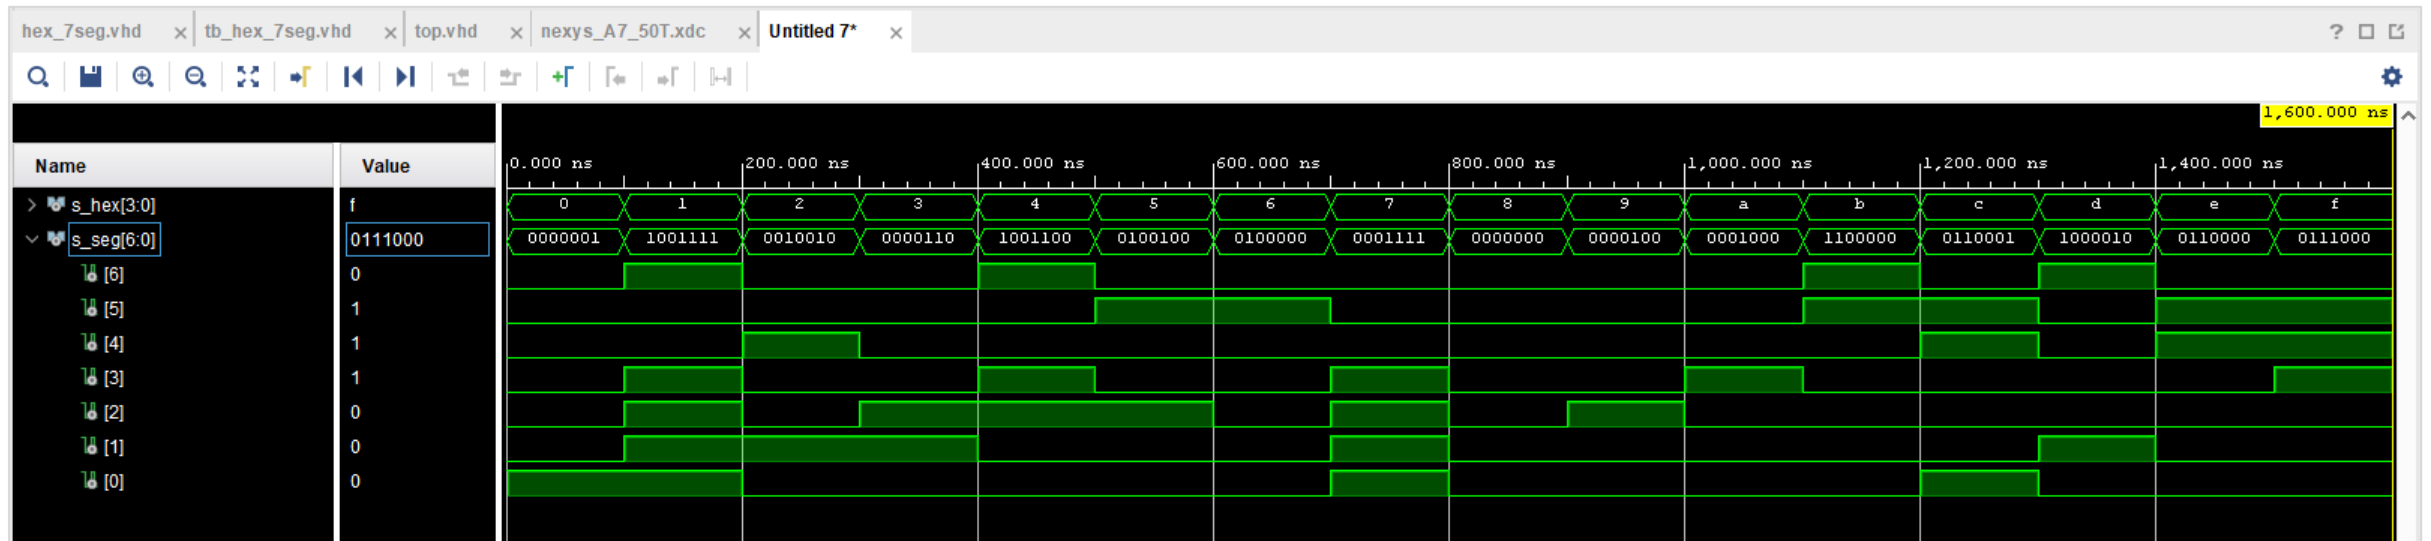 hex_7seg.vhd × tb_hex_7seg.vhd × top.vhd × nexys_A7_50T.xdc × Untitled 7* × ?
1,600.000 ns
Name Value 0.000 ns 200.000 ns 400.000 ns 600.000 ns 800.000 ns 1,000.000 ns 1,200.000 ns 1,400.000 ns
s_hex[3:0] f 0 1 2 3 4 5 6 7 8 9 a b c d e f
s_seg[6:0] 0111000 0000001 1001111 0010010 0000110 1001100 0100100 0100000 0001111 0000000 0000100 0001000 1100000 0110001 1000010 0110000 0111000
[6] 0
[5] 1
[4] 1
[3] 1
[2] 0
[1] 0
[0] 0